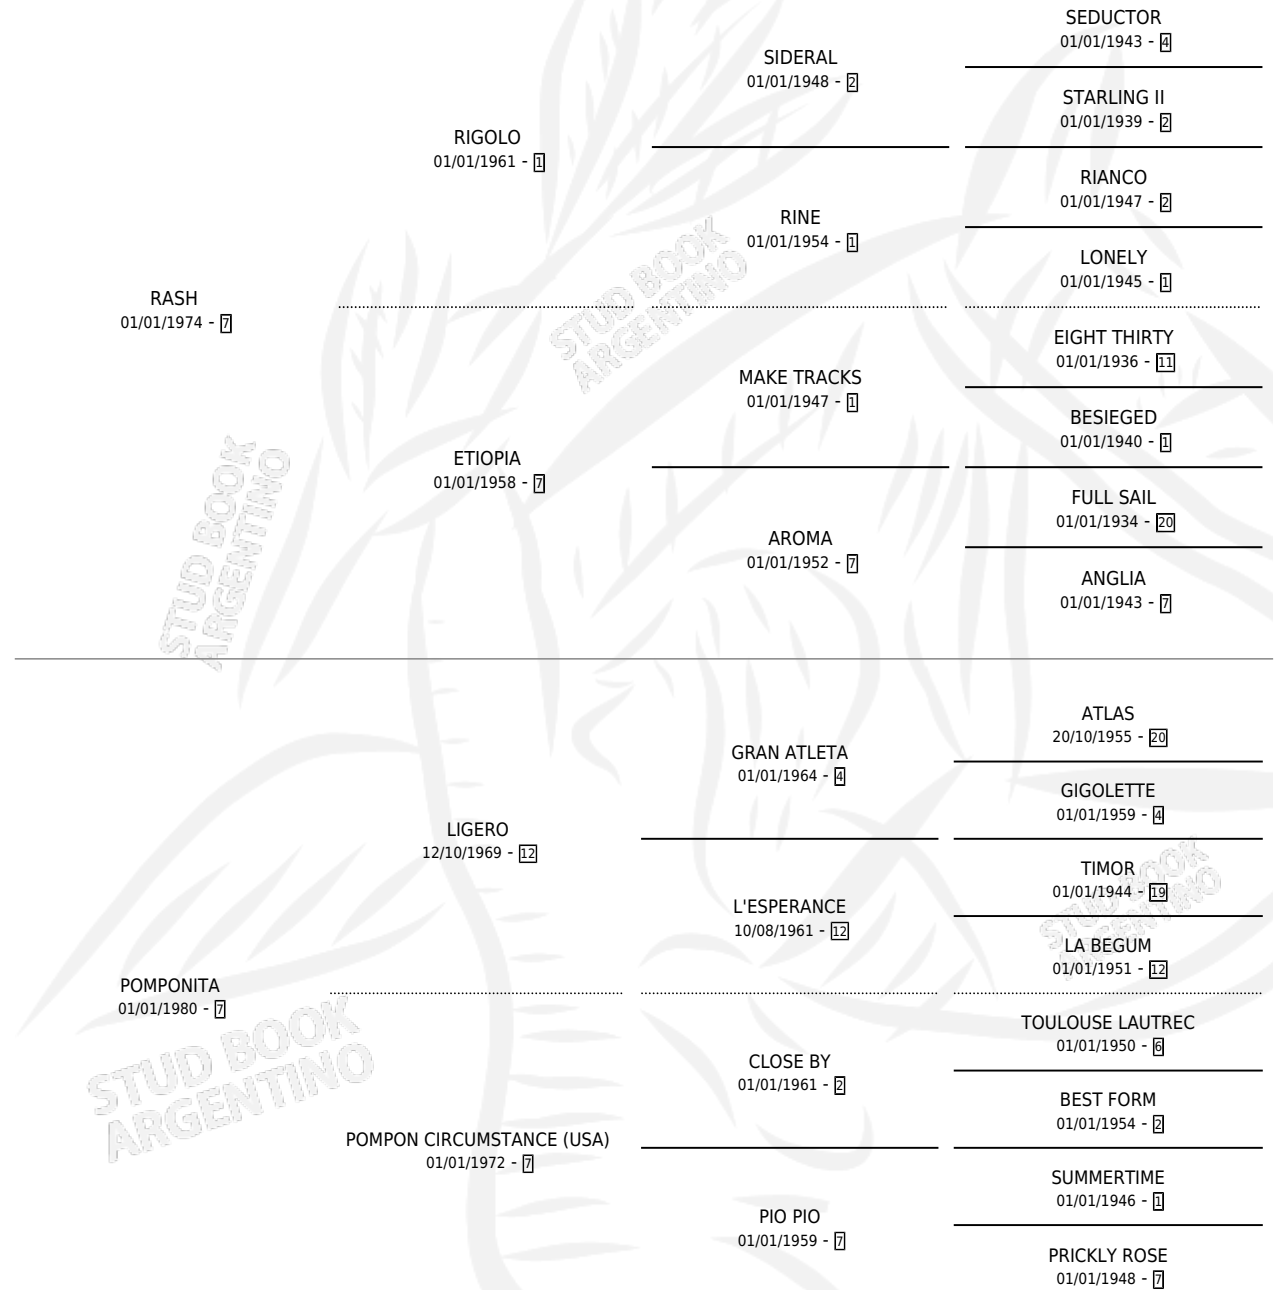 SEDUCTOR
01/01/1943 - 4
SIDERAL
01/01/1948 - 2
STARLING II
01/01/1939 - 2
RIGOLO
01/01/1961 - 1
RIANCO
01/01/1947 - 2
RINE
01/01/1954 - 1
LONELY
01/01/1945 - 1
RASH
01/01/1974 - 7
EIGHT THIRTY
01/01/1936 - 11
MAKE TRACKS
01/01/1947 - 1
BESIEGED
01/01/1940 - 1
ETIOPIA
01/01/1958 - 7
FULL SAIL
01/01/1934 - 20
AROMA
01/01/1952 - 7
ANGLIA
01/01/1943 - 7
STUD BOOK
ARGENTINO
STUD BOOK
ARGENTINO
ATLAS
20/10/1955 - 20
GRAN ATLETA
01/01/1964 - 4
GIGOLETTE
01/01/1959 - 4
LIGERO
12/10/1969 - 12
TIMOR
01/01/1944 - 19
L'ESPERANCE
10/08/1961 - 12
LA BEGUM
01/01/1951 - 12
STUD BOOK
ARGENTINO
POMPONITA
01/01/1980 - 7
TOULOUSE LAUTREC
01/01/1950 - 6
CLOSE BY
01/01/1961 - 2
BEST FORM
01/01/1954 - 2
STUD BOOK
ARGENTINO
POMPON CIRCUMSTANCE (USA)
01/01/1972 - 7
SUMMERTIME
01/01/1946 - 1
PIO PIO
01/01/1959 - 7
PRICKLY ROSE
01/01/1948 - 7